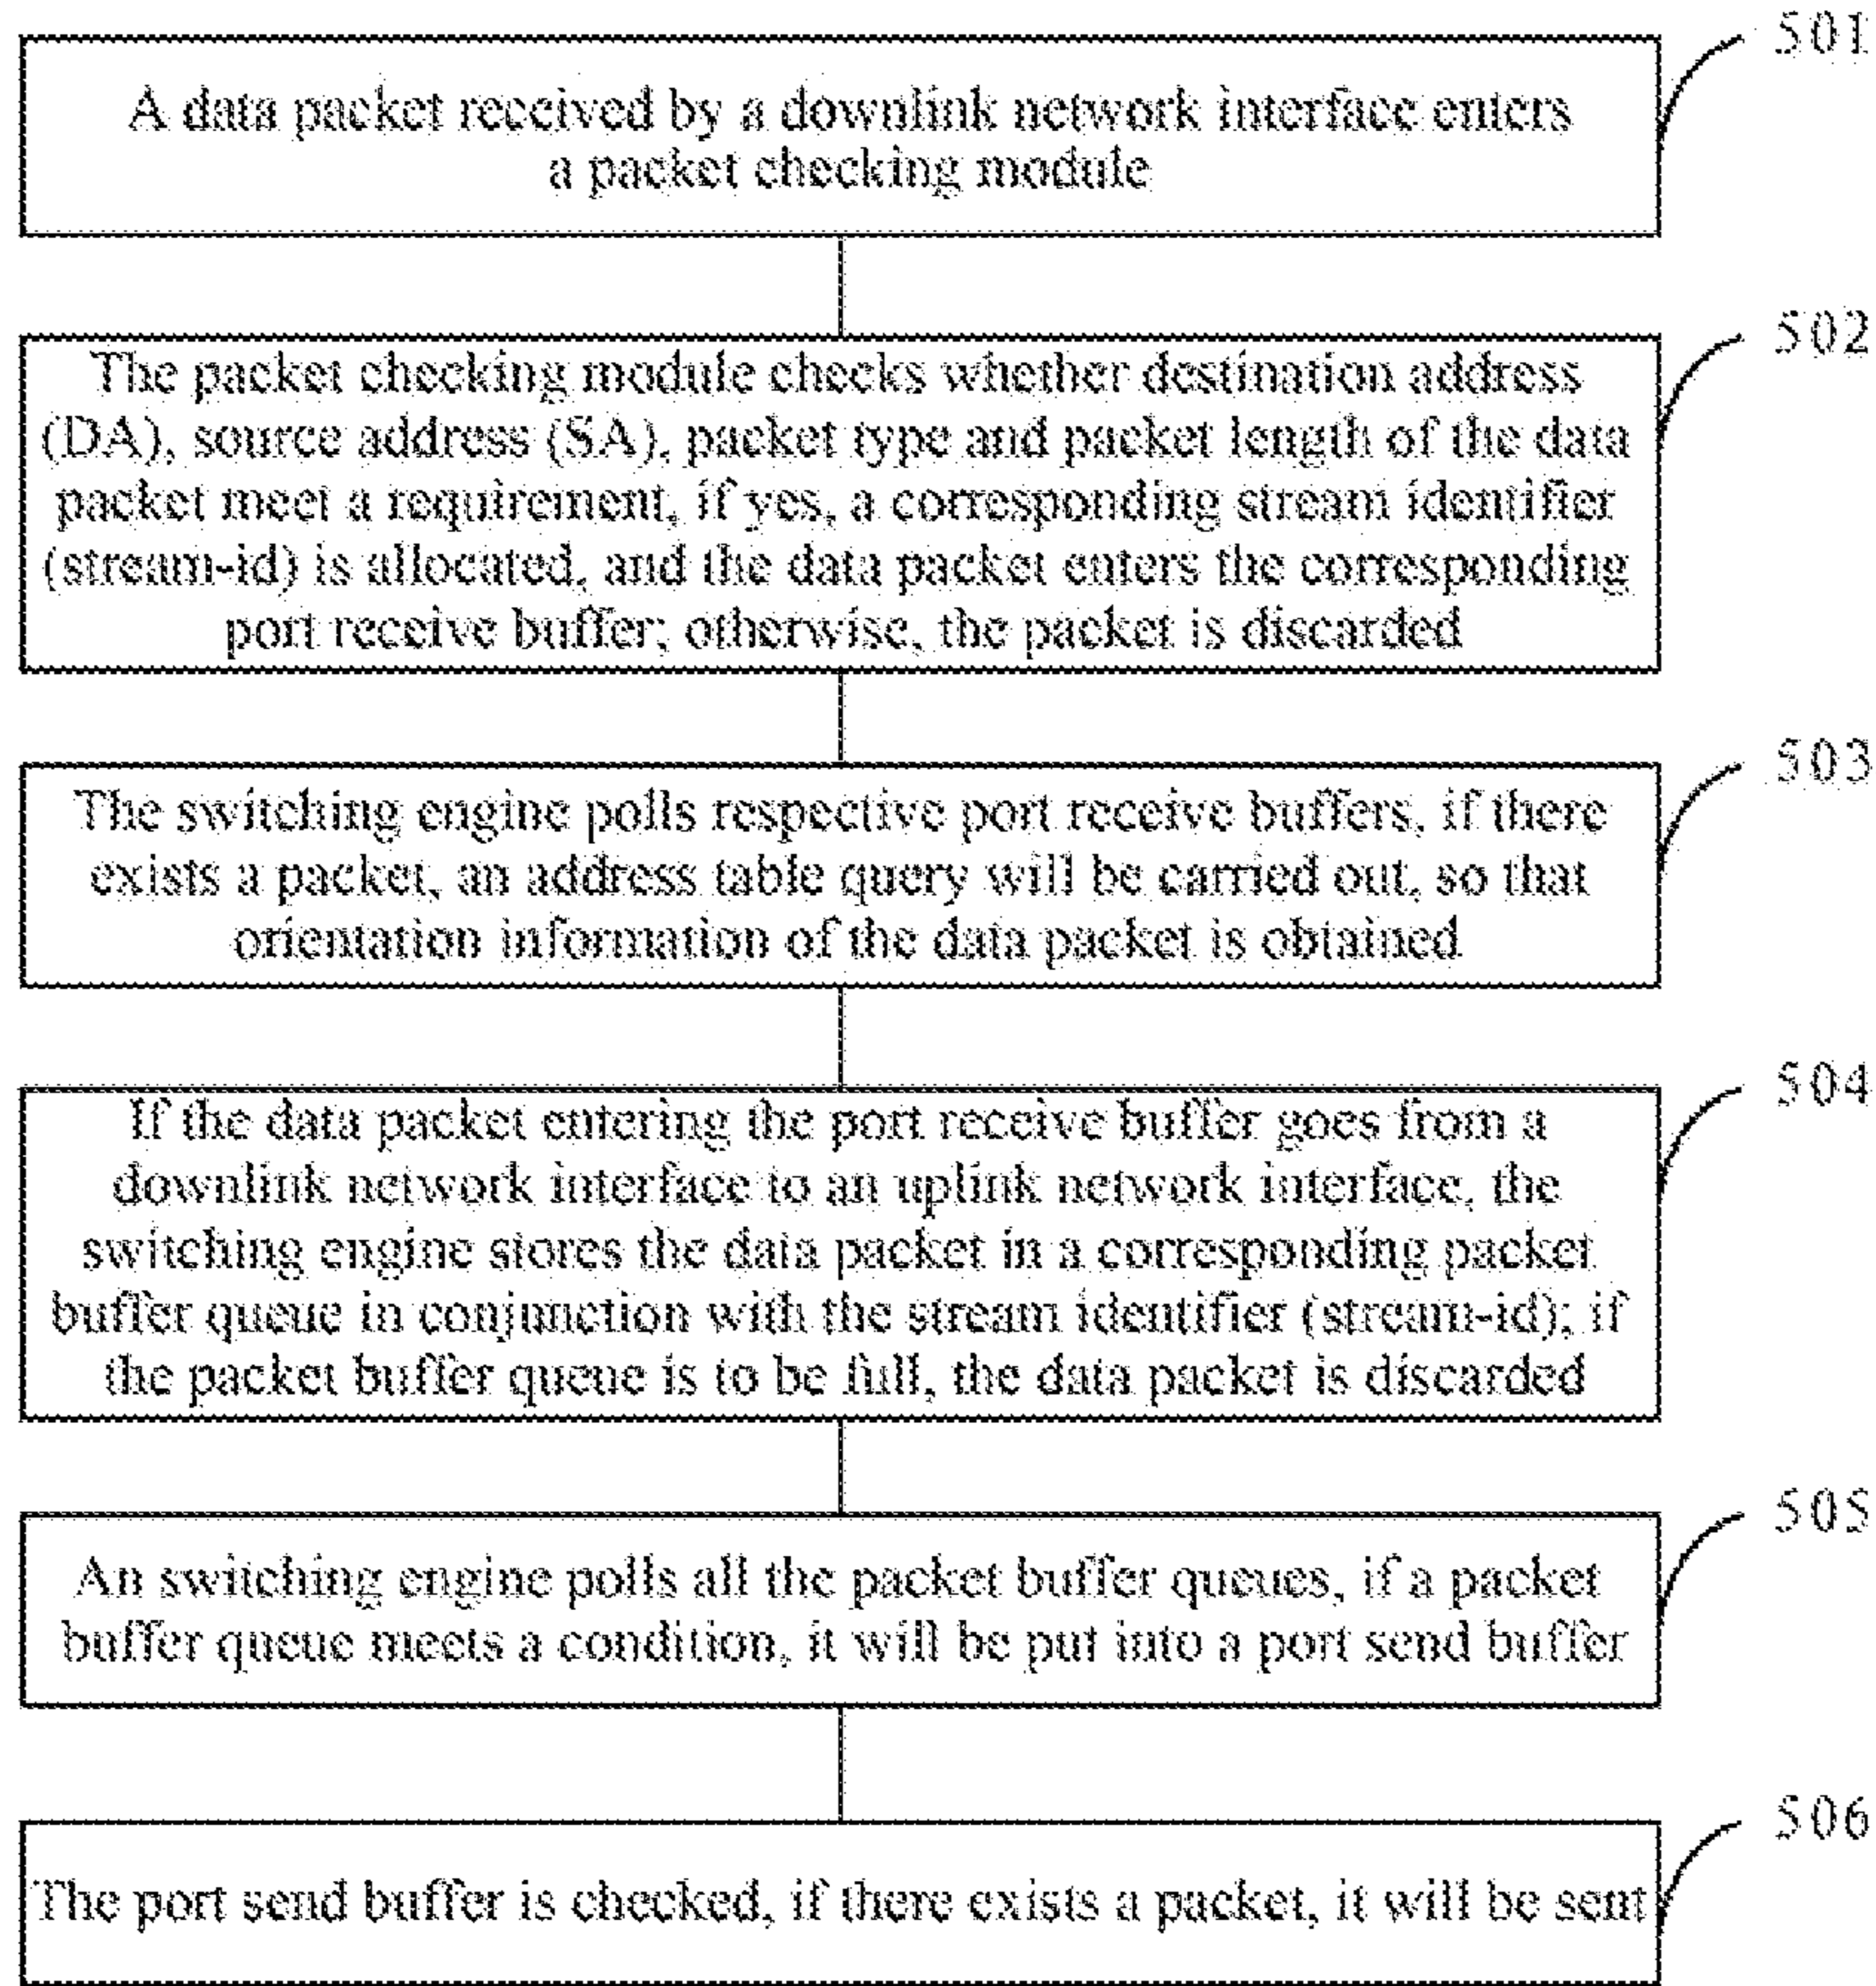 501
A data packet received by a downlink network interface enters
a packet checking module
502
The packet checking module checks whether destination address
(DA), source address (SA), packet type and packet length of the data
packet meet a requirement, if yes, a corresponding stream identifier
(stream-id) is allocated, and the data packet enters the corresponding
port receive buffer; otherwise, the packet is discarded
503
The switching engine polls respective port receive buffers, if there
exists a packet, an address table query will be carried out, so that
orientation information of the data packet is obtained
504
If the data packet entering the port receive buffer goes from a
downlink network interface to an uplink network interface, the
switching engine stores the data packet in a corresponding packet
buffer queue in conjunction with the stream identifier (stream-id); if
the packet buffer queue is to be full, the data packet is discarded
505
An switching engine polls all the packet buffer queues, if a packet
buffer queue meets a condition, it will be put into a port send buffer
506
The port send buffer is checked, if there exists a packet, it will be sent